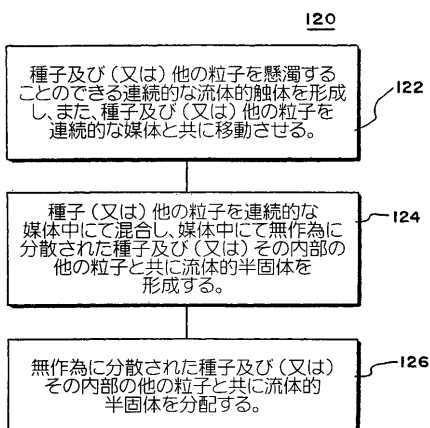 120
種子及び(又は)他の粒子を懸濁する
ことのできる連続的な流体的触体を形成
し、また、種子及び(又は)他の粒子を
連続的な媒体と共に移動させる。
122
種子(又は)他の粒子を連続的な
媒体中にて混合し、媒体中にて無作為に
分散された種子及び(又は)その内部の
他の粒子と共に流体的半固体を
形成する。
124
無作為に分散された種子及び(又は)
その内部の他の粒子と共に流体的
半固体を分配する。
126